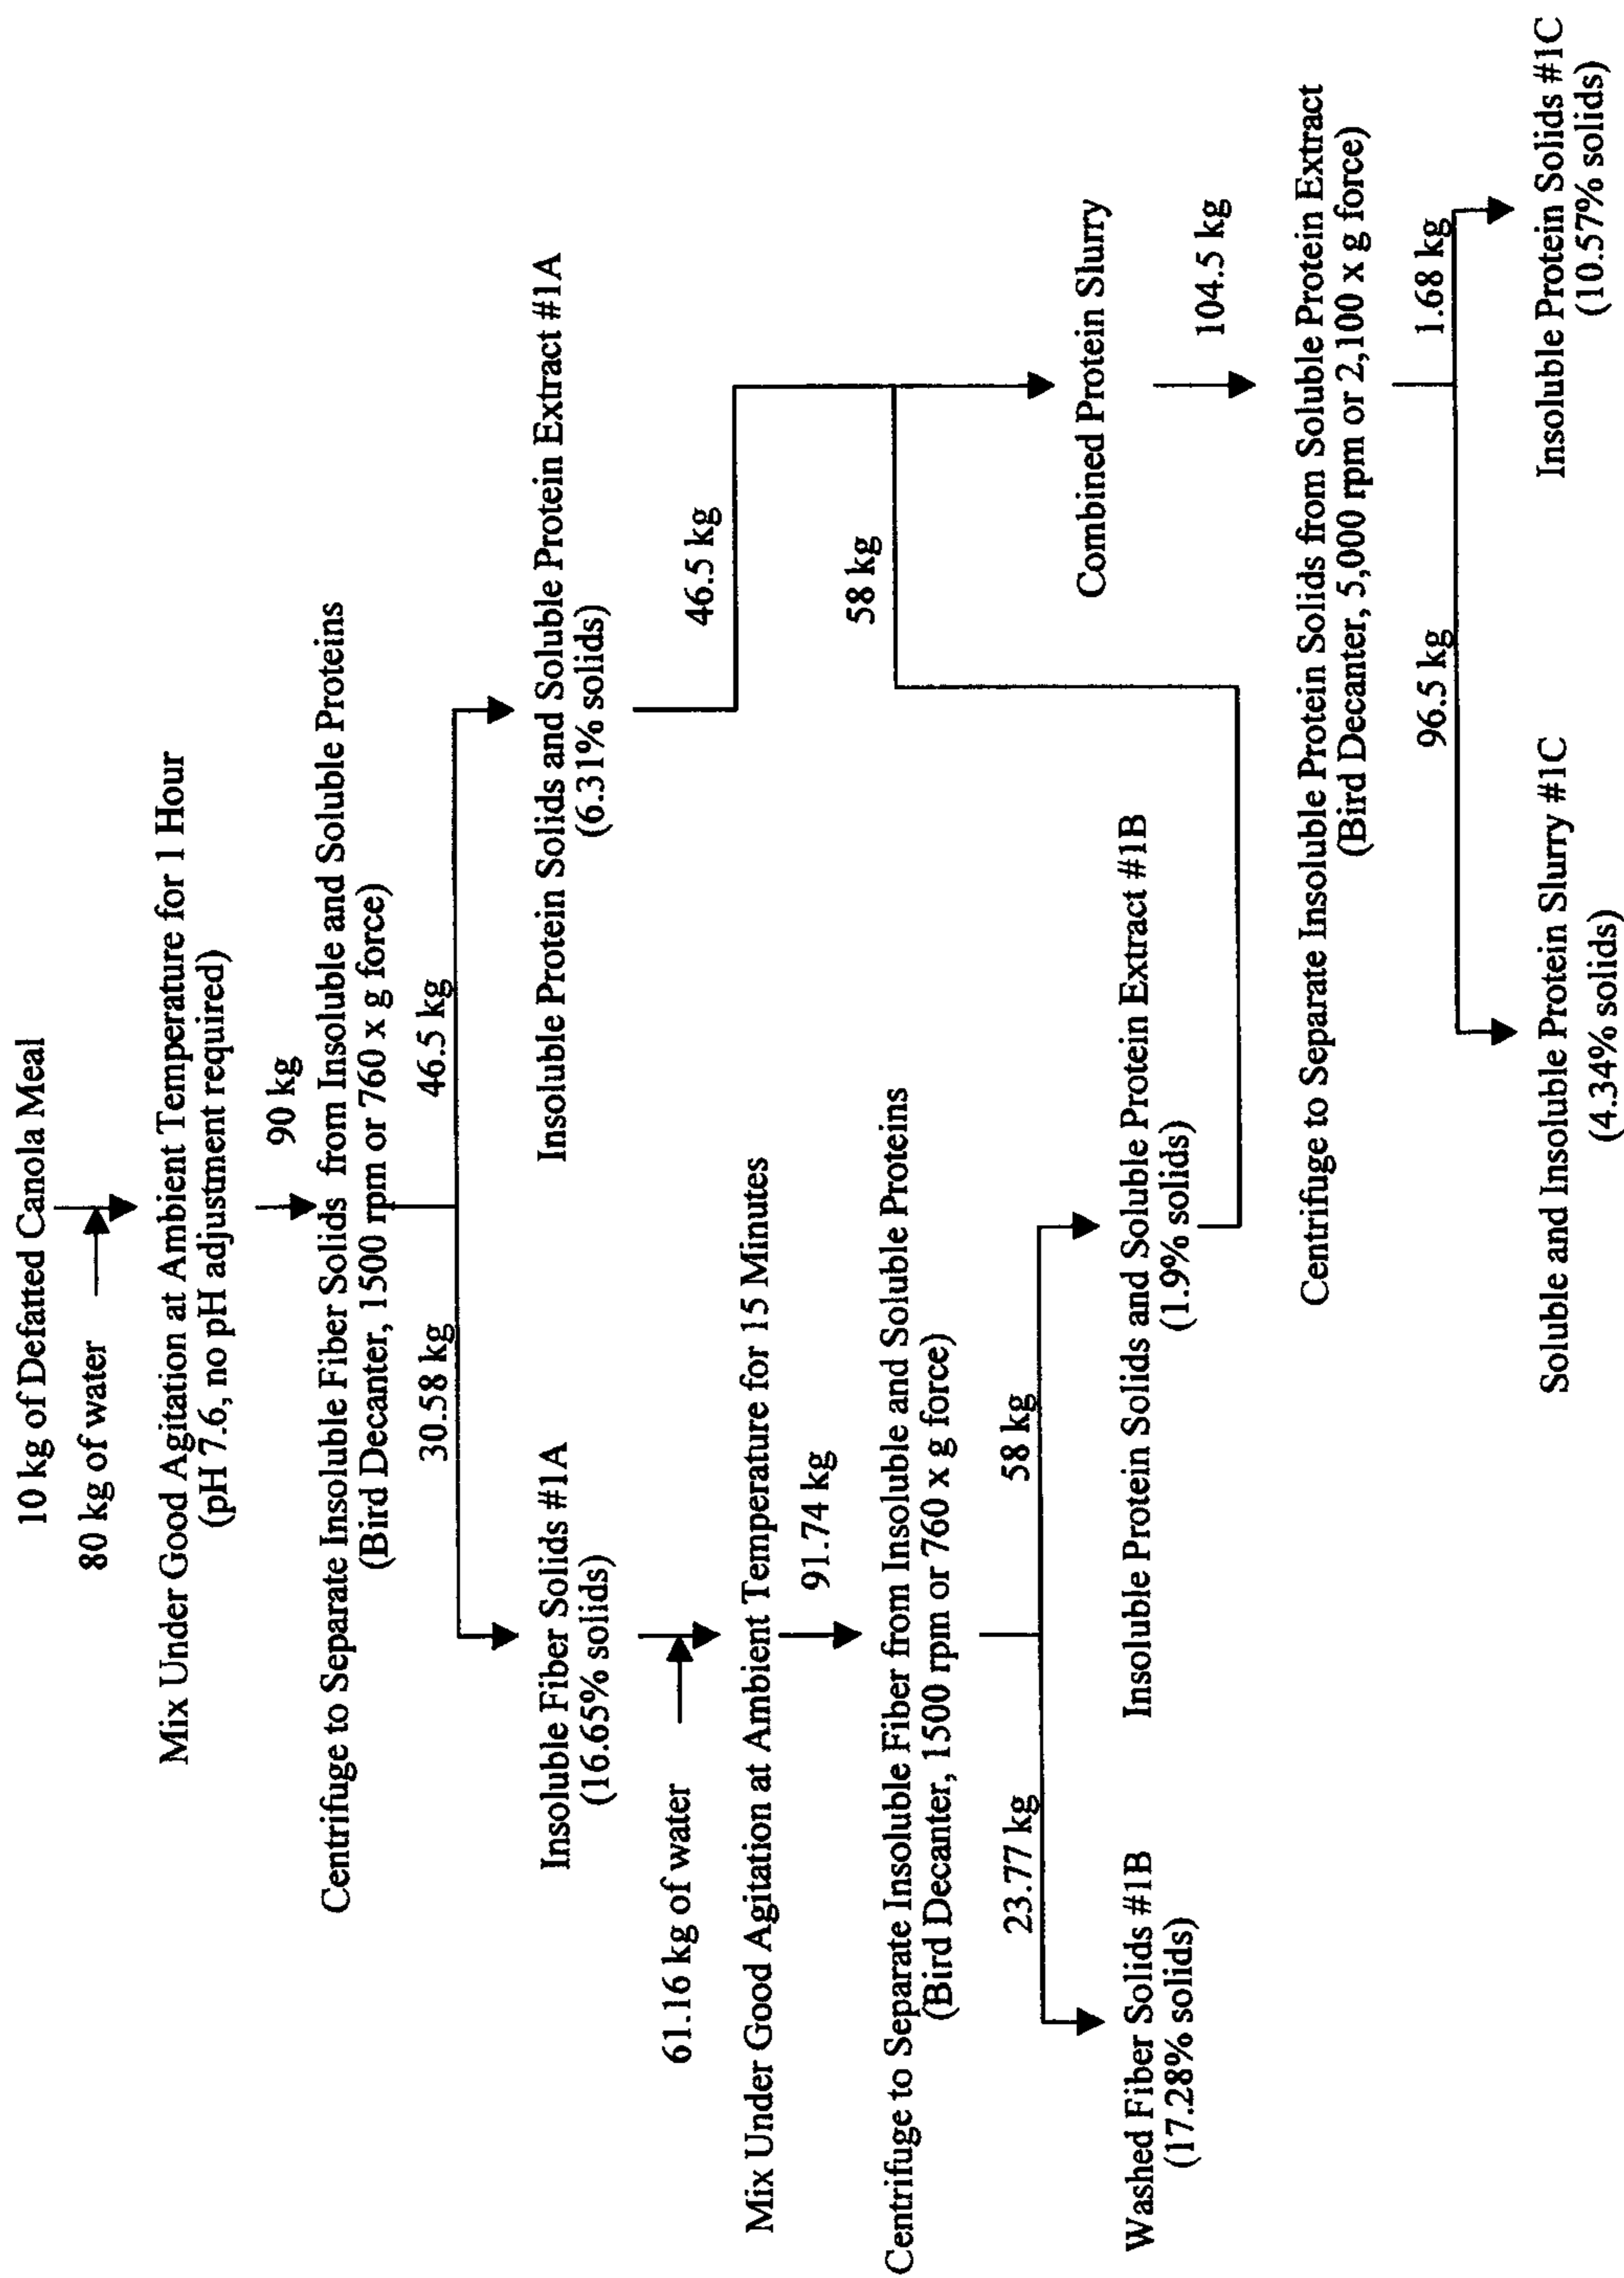 10 kg of Defatted Canola Meal
80 kg of water
Mix Under Good Agitation at Ambient Temperature for 1 Hour
(pH 7.6, no pH adjustment required)
90 kg
Centrifuge to Separate Insoluble Fiber Solids from Insoluble and Soluble Proteins
(Bird Decanter, 1500 rpm or 760 x g force)
30.58 kg
46.5 kg
Insoluble Fiber Solids #1A
(16.65% solids)
Insoluble Protein Solids and Soluble Protein Extract #1A
(6.31% solids)
61.16 kg of water
46.5 kg
Mix Under Good Agitation at Ambient Temperature for 15 Minutes
91.74 kg
58 kg
Centrifuge to Separate Insoluble Fiber from Insoluble and Soluble Proteins
(Bird Decanter, 1500 rpm or 760 x g force)
23.77 kg
58 kg
Combined Protein Slurry
Washed Fiber Solids #1B
(17.28% solids)
Insoluble Protein Solids and Soluble Protein Extract #1B
(1.9% solids)
104.5 kg
Centrifuge to Separate Insoluble Protein Solids from Soluble Protein Extract
(Bird Decanter, 5,000 rpm or 2,100 x g force)
96.5 kg
1.68 kg
Soluble and Insoluble Protein Slurry #1C
(4.34% solids)
Insoluble Protein Solids #1C
(10.57% solids)